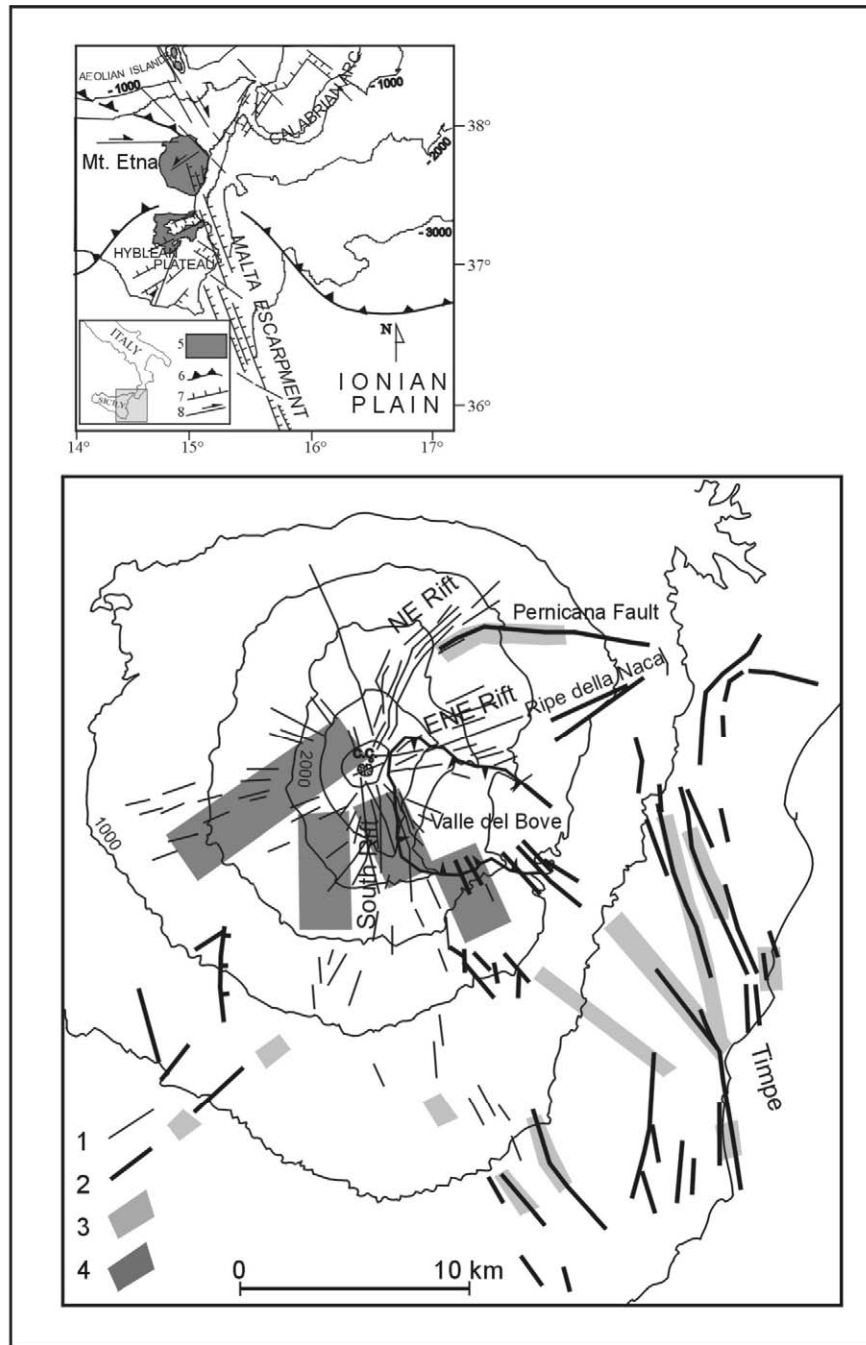 AEOLIAN ISLANDS
- 1000
CALABRIAN ARC
- 1000
38°
- 2000
Mt. Etna
- 3000
HYBLEAN
PLATEAU
37°
MALTA ESCARPMENT
N
ITALY
SICILY
5
6
7
8
IONIAN
PLAIN
36°
14°
15°
16°
17°
NE Rift
Pernicana Fault
Ripe della Naca
ENE Rift
C.C.
2000
1000
Valle del Bove
South Rift
Timpe
1
2
3
4
0
10 km